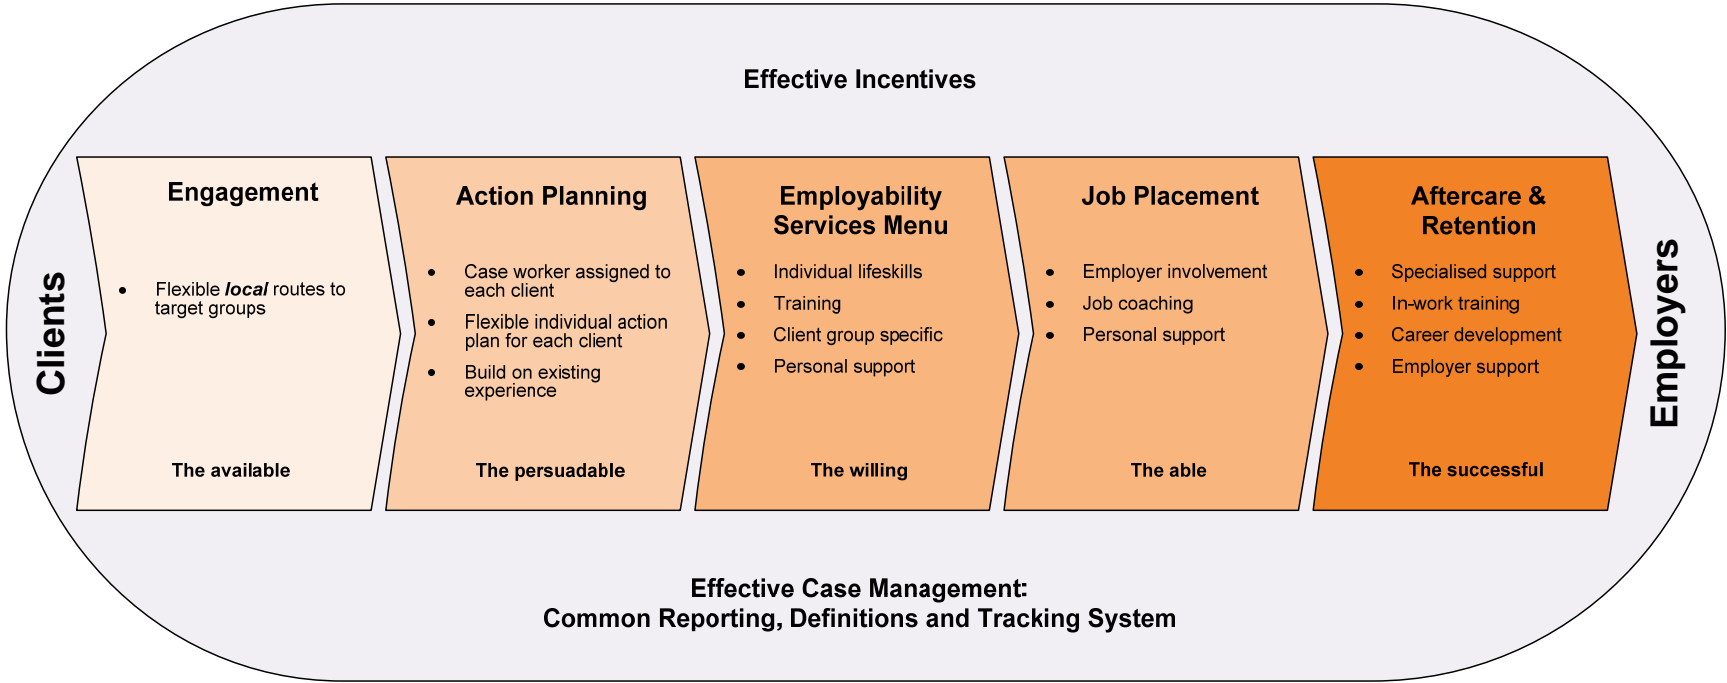 Effective Incentives
Clients
Engagement
• Flexible local routes to
target groups
The available
Action Planning
• Case worker assigned to
each client
• Flexible individual action
plan for each client
• Build on existing
experience
The persuadable
Employability
Services Menu
• Individual lifeskills
• Training
• Client group specific
• Personal support
The willing
Job Placement
• Employer involvement
• Job coaching
• Personal support
The able
Aftercare &
Retention
• Specialised support
• In-work training
• Career development
• Employer support
The successful
Employers
Effective Case Management:
Common Reporting, Definitions and Tracking System